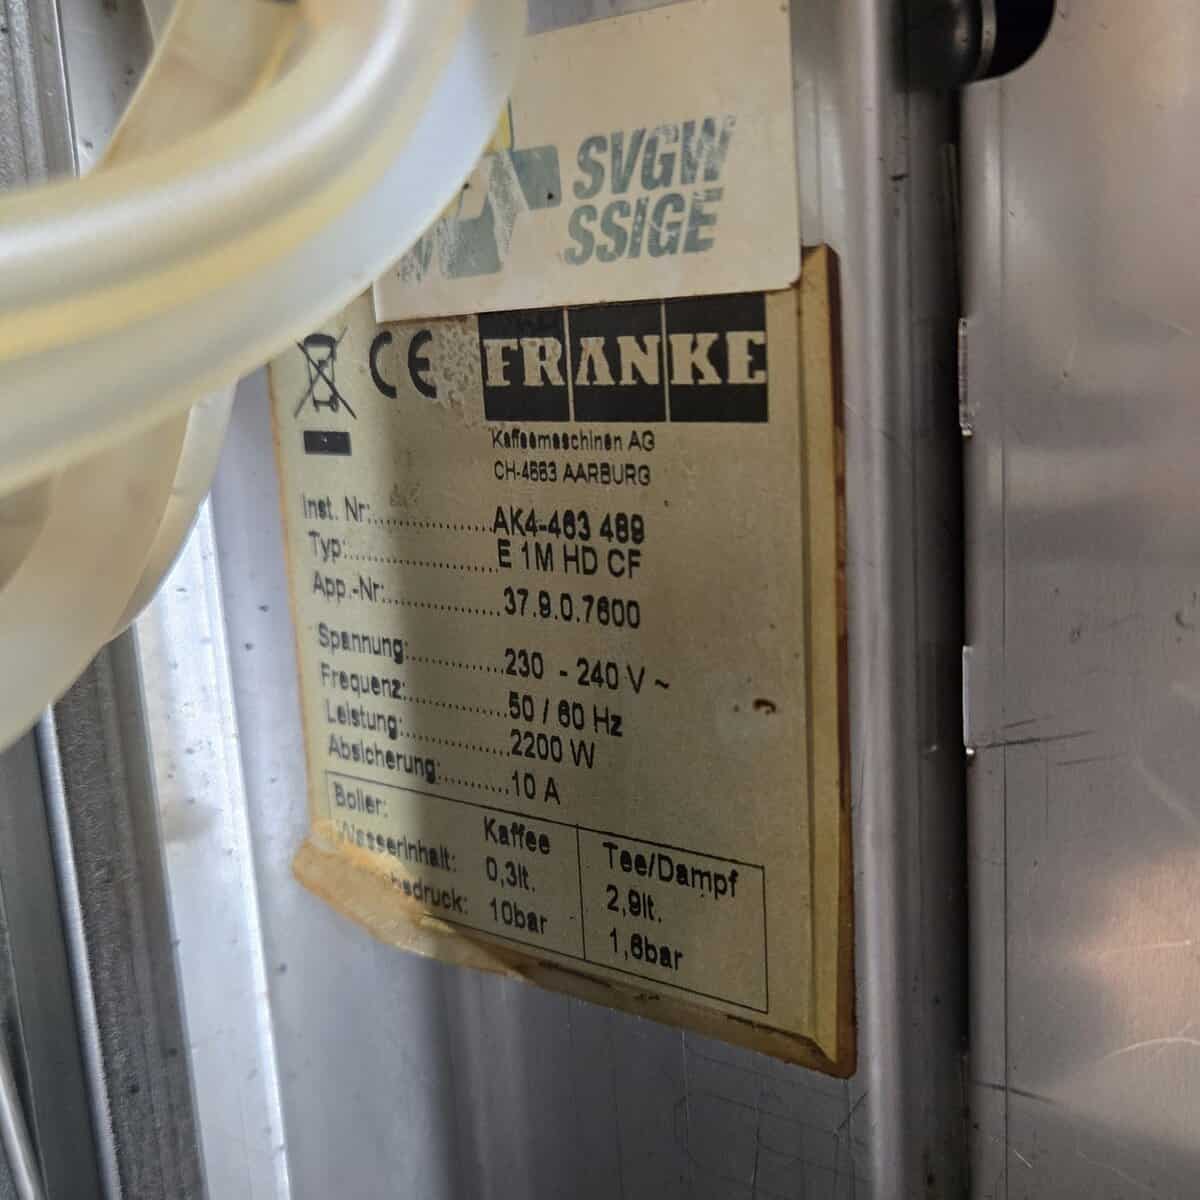 SVGW
SSIGE
CE
FRANKE
Kaffeemaschinen AG
CH-4663 AARBURG
Inst. Nr:..................AK4-463 489
Typ:......................E 1M HD CF
App.-Nr:.................37.9.0.7600
Spannung:..............230 - 240 V ~
Frequenz:...............50 / 60 Hz
Leistung:................2200 W
Absicherung:..........10 A
Boiler: Kaffee Tee/Dampf
Wasserinhalt: 0,3lt. 2,9lt.
druck: 10bar 1,6bar